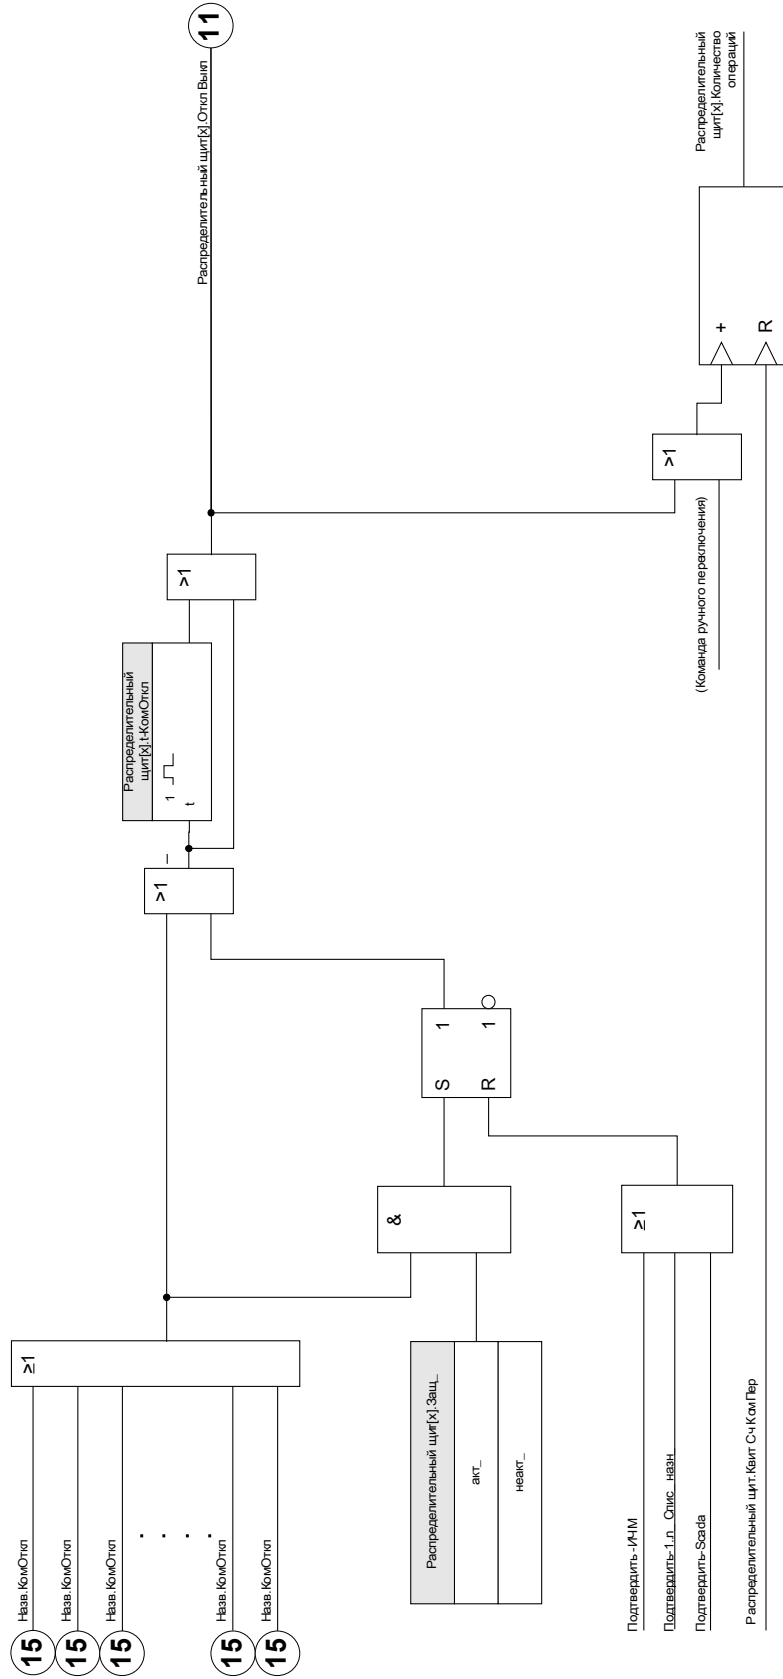 15 Назв.КомОткл
15 Назв.КомОткл
15 Назв.КомОткл
. . . .
15 Назв.КомОткл
15 Назв.КомОткл
≥1
Распределительный щит[x].Защ_
акт_
неакт_
&
Подтвердить-ИЧМ
Подтвердить-1.п Спис назн
Подтвердить-Scada
≥1
Распределительный щит.Квит Сч КомПер
S 1
R 1
>1
Распределительный
щит[x].t-КомОткл
1
t
>1
Распределительный щит[x].Откл Выкл
11
(Команда ручного переключения)
>1
+
R
Распределительный
щит[x].Количество
операций